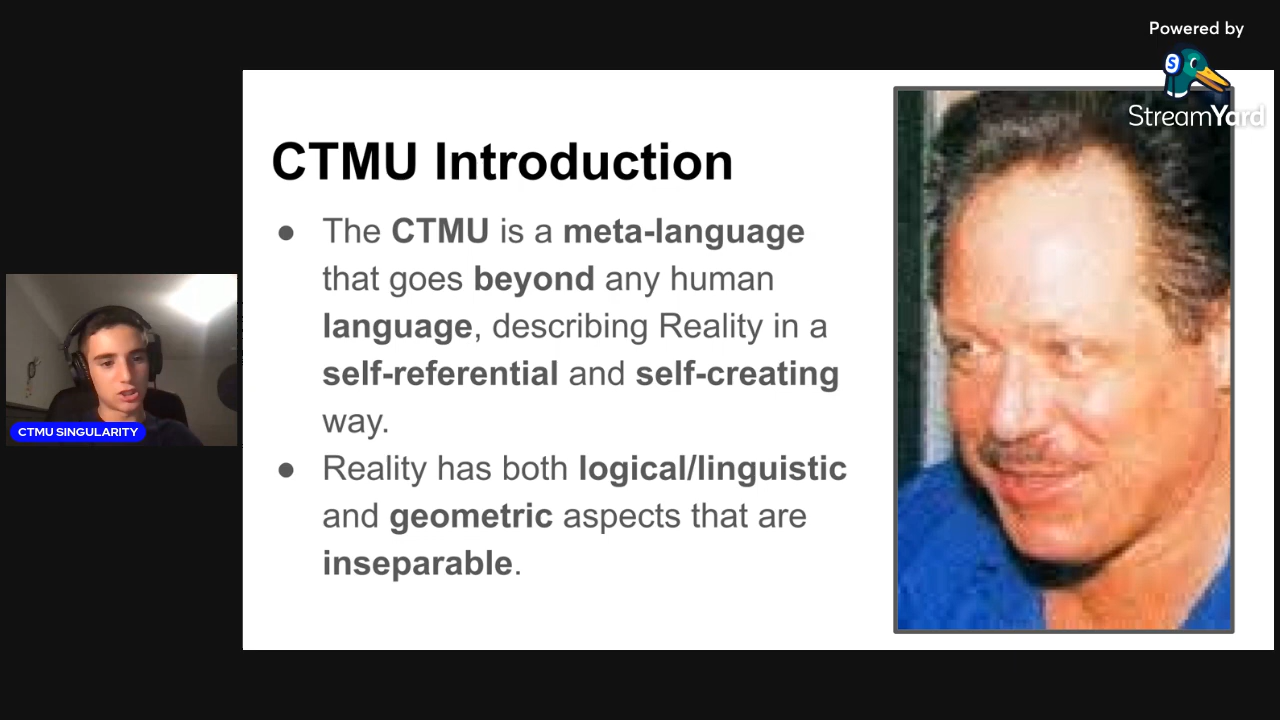 Powered by
StreamYard
CTMU Introduction
● The CTMU is a meta-language
that goes beyond any human
language, describing Reality in a
self-referential and self-creating
way.
● Reality has both logical/linguistic
and geometric aspects that are
inseparable.
CTMU SINGULARITY